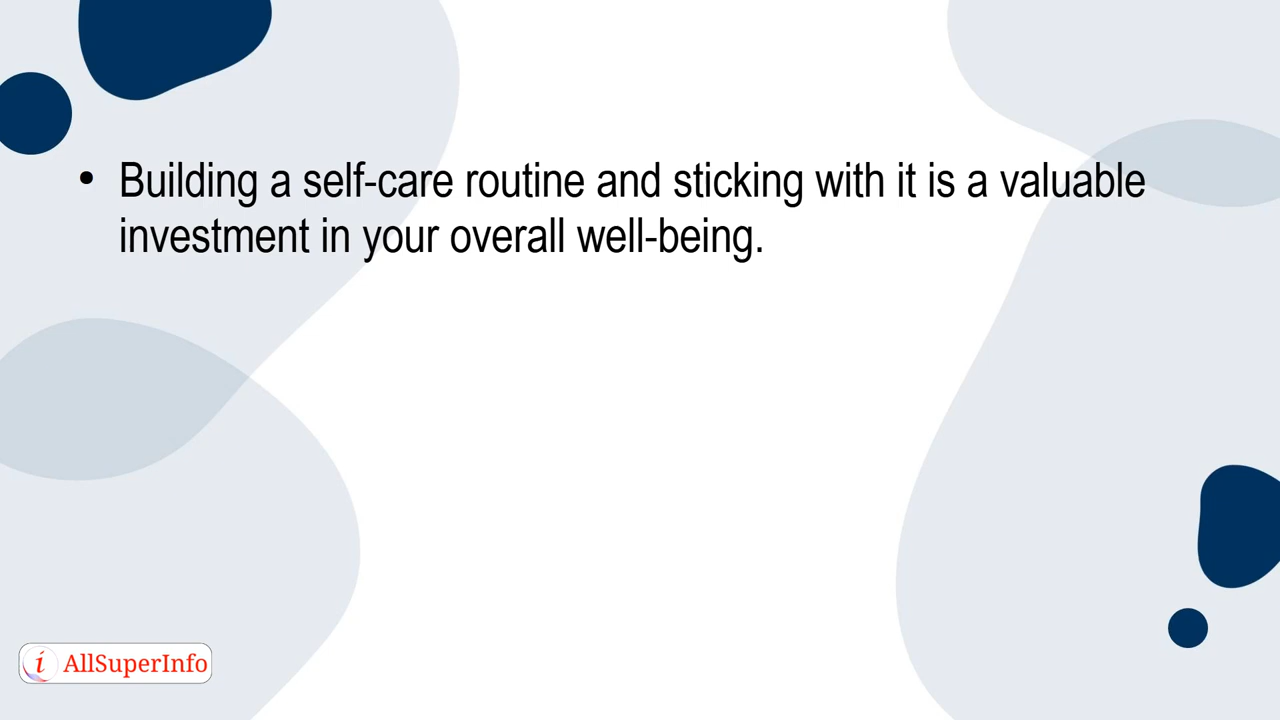 • Building a self-care routine and sticking with it is a valuable
investment in your overall well-being.
i AllSuperInfo